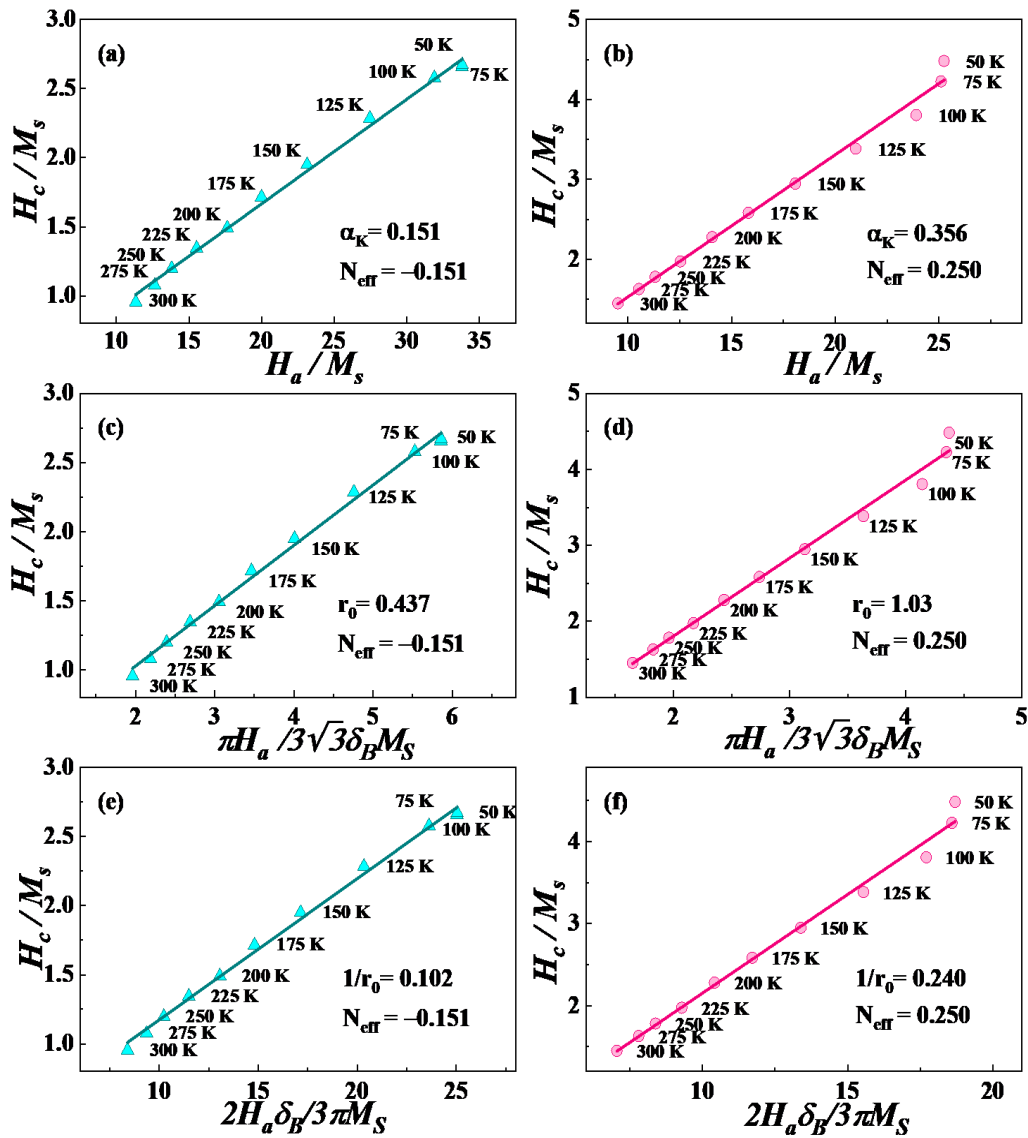 (a)
3.0
2.5
2.0
1.5
1.0
H_c / M_s
50 K
100 K
75 K
125 K
150 K
175 K
200 K
225 K
250 K
275 K
300 K
α_K = 0.151
N_eff = −0.151
10 15 20 25 30 35
H_a / M_s
(b)
5
4
3
2
H_c / M_s
50 K
75 K
100 K
125 K
150 K
175 K
200 K
225 K
250 K
275 K
300 K
α_K = 0.356
N_eff = 0.250
10 15 20 25
H_a / M_s
(c)
3.0
2.5
2.0
1.5
1.0
H_c / M_s
75 K
50 K
100 K
125 K
150 K
175 K
200 K
225 K
250 K
275 K
300 K
r_0 = 0.437
N_eff = −0.151
2 3 4 5 6
πH_a /3√3δ_B M_S
(d)
5
4
3
2
1
H_c / M_s
50 K
75 K
100 K
125 K
150 K
175 K
200 K
225 K
250 K
275 K
300 K
r_0 = 1.03
N_eff = 0.250
2 3 4 5
πH_a /3√3δ_B M_S
(e)
3.0
2.5
2.0
1.5
1.0
H_c / M_s
75 K
50 K
100 K
125 K
150 K
175 K
200 K
225 K
250 K
275 K
300 K
1/r_0 = 0.102
N_eff = −0.151
10 15 20 25
2H_a δ_B /3πM_S
(f)
4
3
2
H_c / M_s
50 K
75 K
100 K
125 K
150 K
175 K
200 K
225 K
250 K
275 K
300 K
1/r_0 = 0.240
N_eff = 0.250
10 15 20
2H_a δ_B /3πM_S